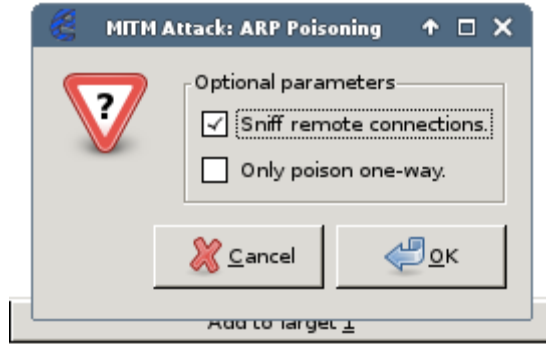 MITM Attack: ARP Poisoning
?
Optional parameters
Sniff remote connections.
Only poison one-way.
Cancel OK
Add to Target 1